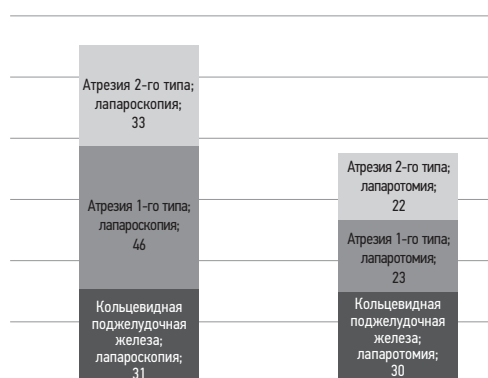 Атрезия 2-го типа;
лапароскопия;
33
Атрезия 1-го типа;
лапароскопия;
46
Кольцевидная
поджелудочная
железа;
лапароскопия;
31
Атрезия 2-го типа;
лапаротомия;
22
Атрезия 1-го типа;
лапаротомия;
23
Кольцевидная
поджелудочная
железа;
лапаротомия;
30